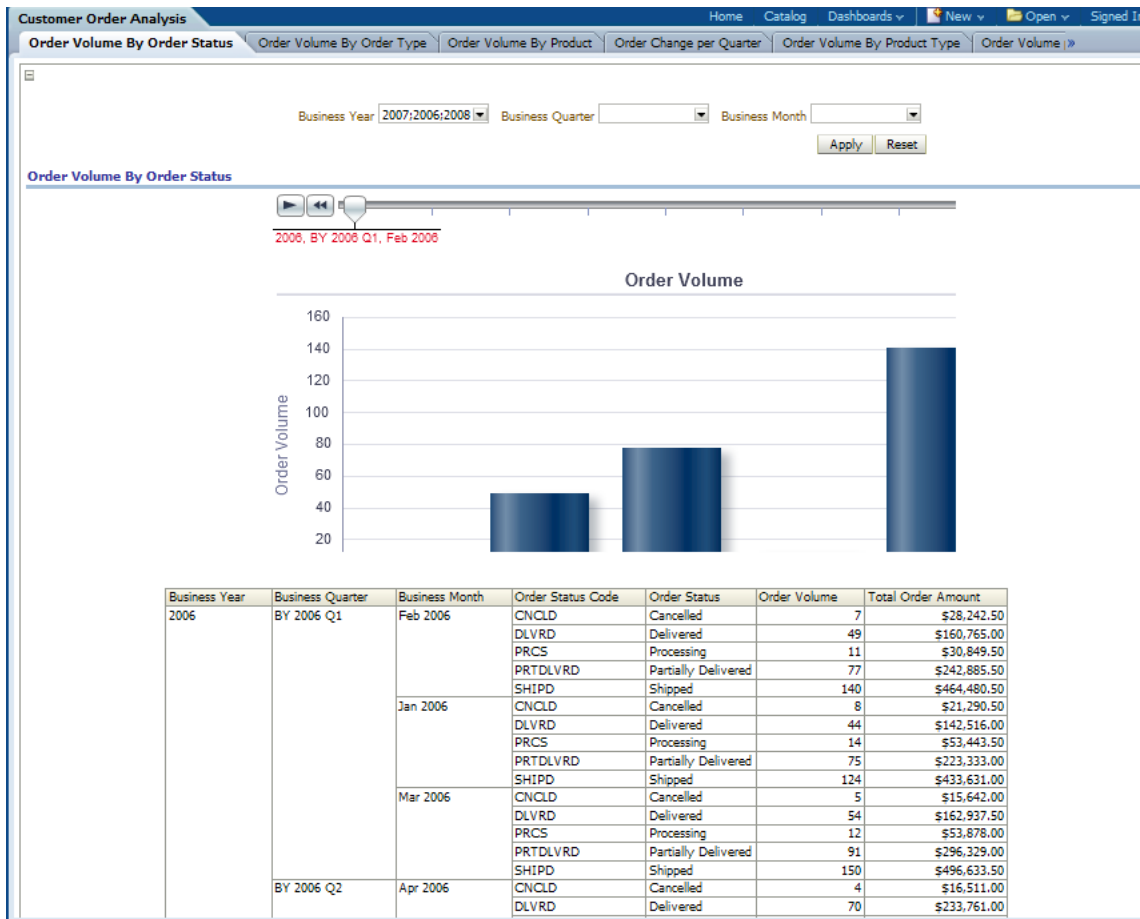 Customer Order Analysis
Home Catalog Dashboards New Open Signed In
Order Volume By Order Status Order Volume By Order Type Order Volume By Product Order Change per Quarter Order Volume By Product Type Order Volume
Business Year 2007;2006;2008 Business Quarter Business Month
Apply Reset
Order Volume By Order Status
2006, BY 2006 Q1, Feb 2006
Order Volume
160
140
120
100
80
60
40
20
Order Volume
Business Year Business Quarter Business Month Order Status Code Order Status Order Volume Total Order Amount
2006 BY 2006 Q1 Feb 2006 CNCLD Cancelled 7 $28,242.50
DLVRD Delivered 49 $160,765.00
PRCS Processing 11 $30,849.50
PRTDLVRD Partially Delivered 77 $242,885.50
SHIPD Shipped 140 $464,480.50
Jan 2006 CNCLD Cancelled 8 $21,290.50
DLVRD Delivered 44 $142,516.00
PRCS Processing 14 $53,443.50
PRTDLVRD Partially Delivered 75 $223,333.00
SHIPD Shipped 124 $433,631.00
Mar 2006 CNCLD Cancelled 5 $15,642.00
DLVRD Delivered 54 $162,937.50
PRCS Processing 12 $53,878.00
PRTDLVRD Partially Delivered 91 $296,329.00
SHIPD Shipped 150 $496,633.50
BY 2006 Q2 Apr 2006 CNCLD Cancelled 4 $16,511.00
DLVRD Delivered 70 $233,761.00